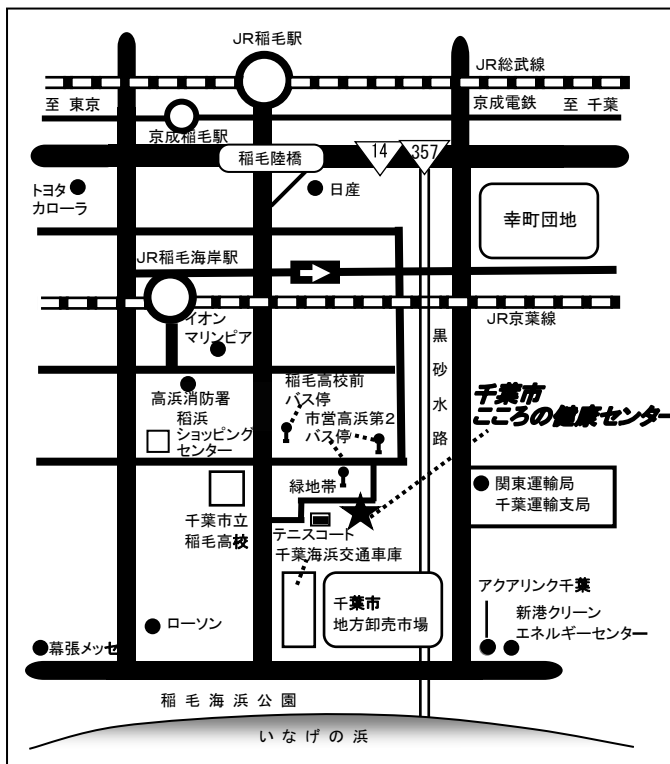 JR稲毛駅
JR総武線
至 東京
京成電鉄
至 千葉
京成稲毛駅
稲毛陸橋
14
357
トヨタ
カローラ
日産
幸町団地
JR稲毛海岸駅
JR京葉線
イオン
マリンピア
黒砂水路
稲毛高校前
バス停
千葉市
こころの健康センター
高浜消防署
稲浜
ショッピング
センター
市営高浜第2
バス停
緑地帯
関東運輸局
千葉運輸支局
千葉市立
稲毛高校
テニスコート
千葉海浜交通車庫
アクアリンク千葉
千葉市
地方卸売市場
新港クリーン
エネルギーセンター
ローソン
幕張メッセ
稲毛海浜公園
いなげの浜